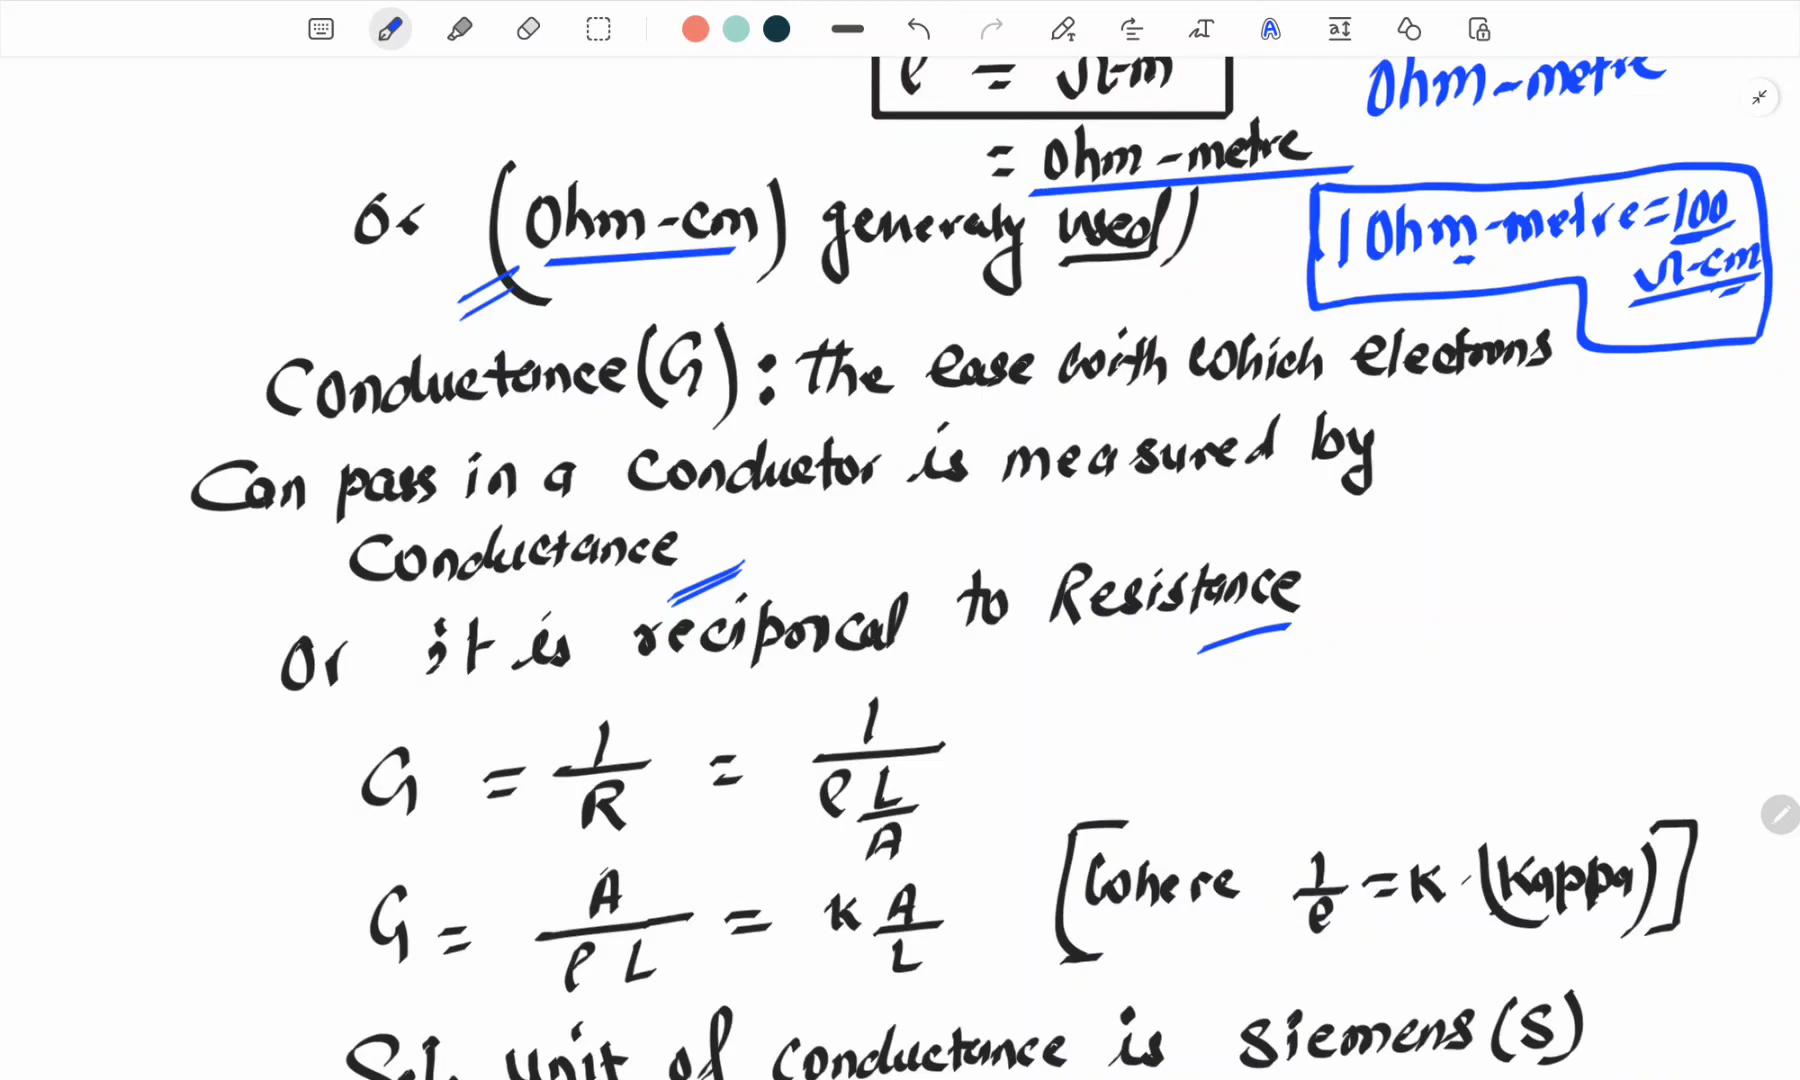 ρ = Ω-m
Ohm-metre
= Ohm-metre
Or (Ohm-cm) generaly used)
1 Ohm-metre = 100
Ω-cm
Conductance (G) : The ease with which electrons
Can pass in a conductor is measured by
Conductance
Or it is reciporcal to Resistance
G = 1/R = 1/(ρ L/A)
G = A/(ρ L) = κ A/L [Where 1/ρ = κ (Kappa)]
S.I. unit of conductance is Siemens (S)